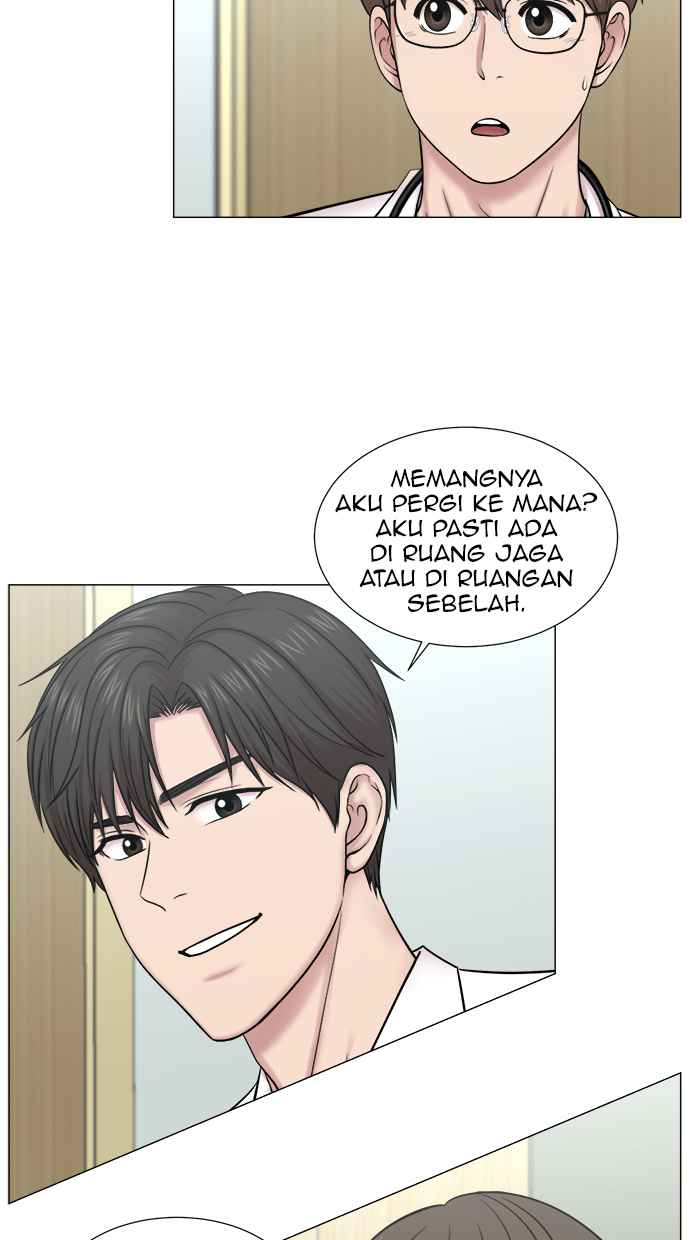 MEMANGNYA
AKU PERGI KE MANA?
AKU PASTI ADA
DI RUANG JAGA
ATAU DI RUANGAN
SEBELAH.